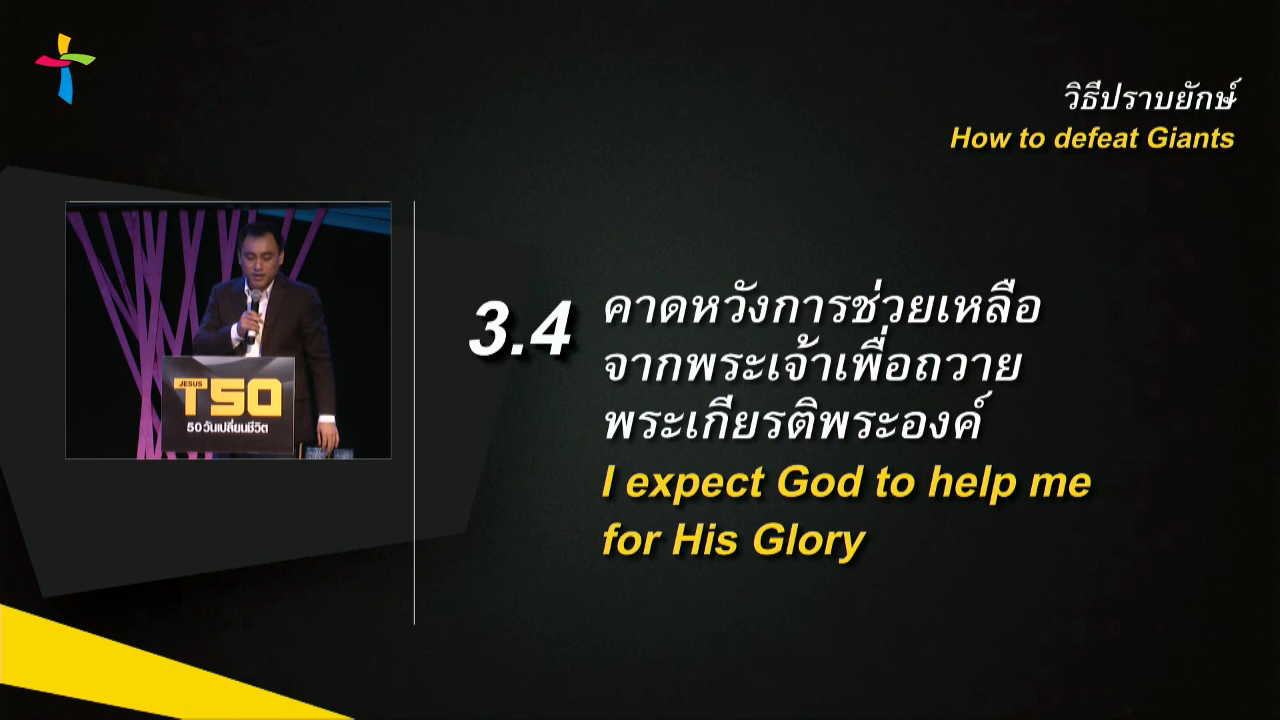 วิธีปราบยักษ์
How to defeat Giants
JESUS
T50
50วันเปลี่ยนชีวิต
3.4
คาดหวังการช่วยเหลือ
จากพระเจ้าเพื่อถวาย
พระเกียรติพระองค์
I expect God to help me
for His Glory